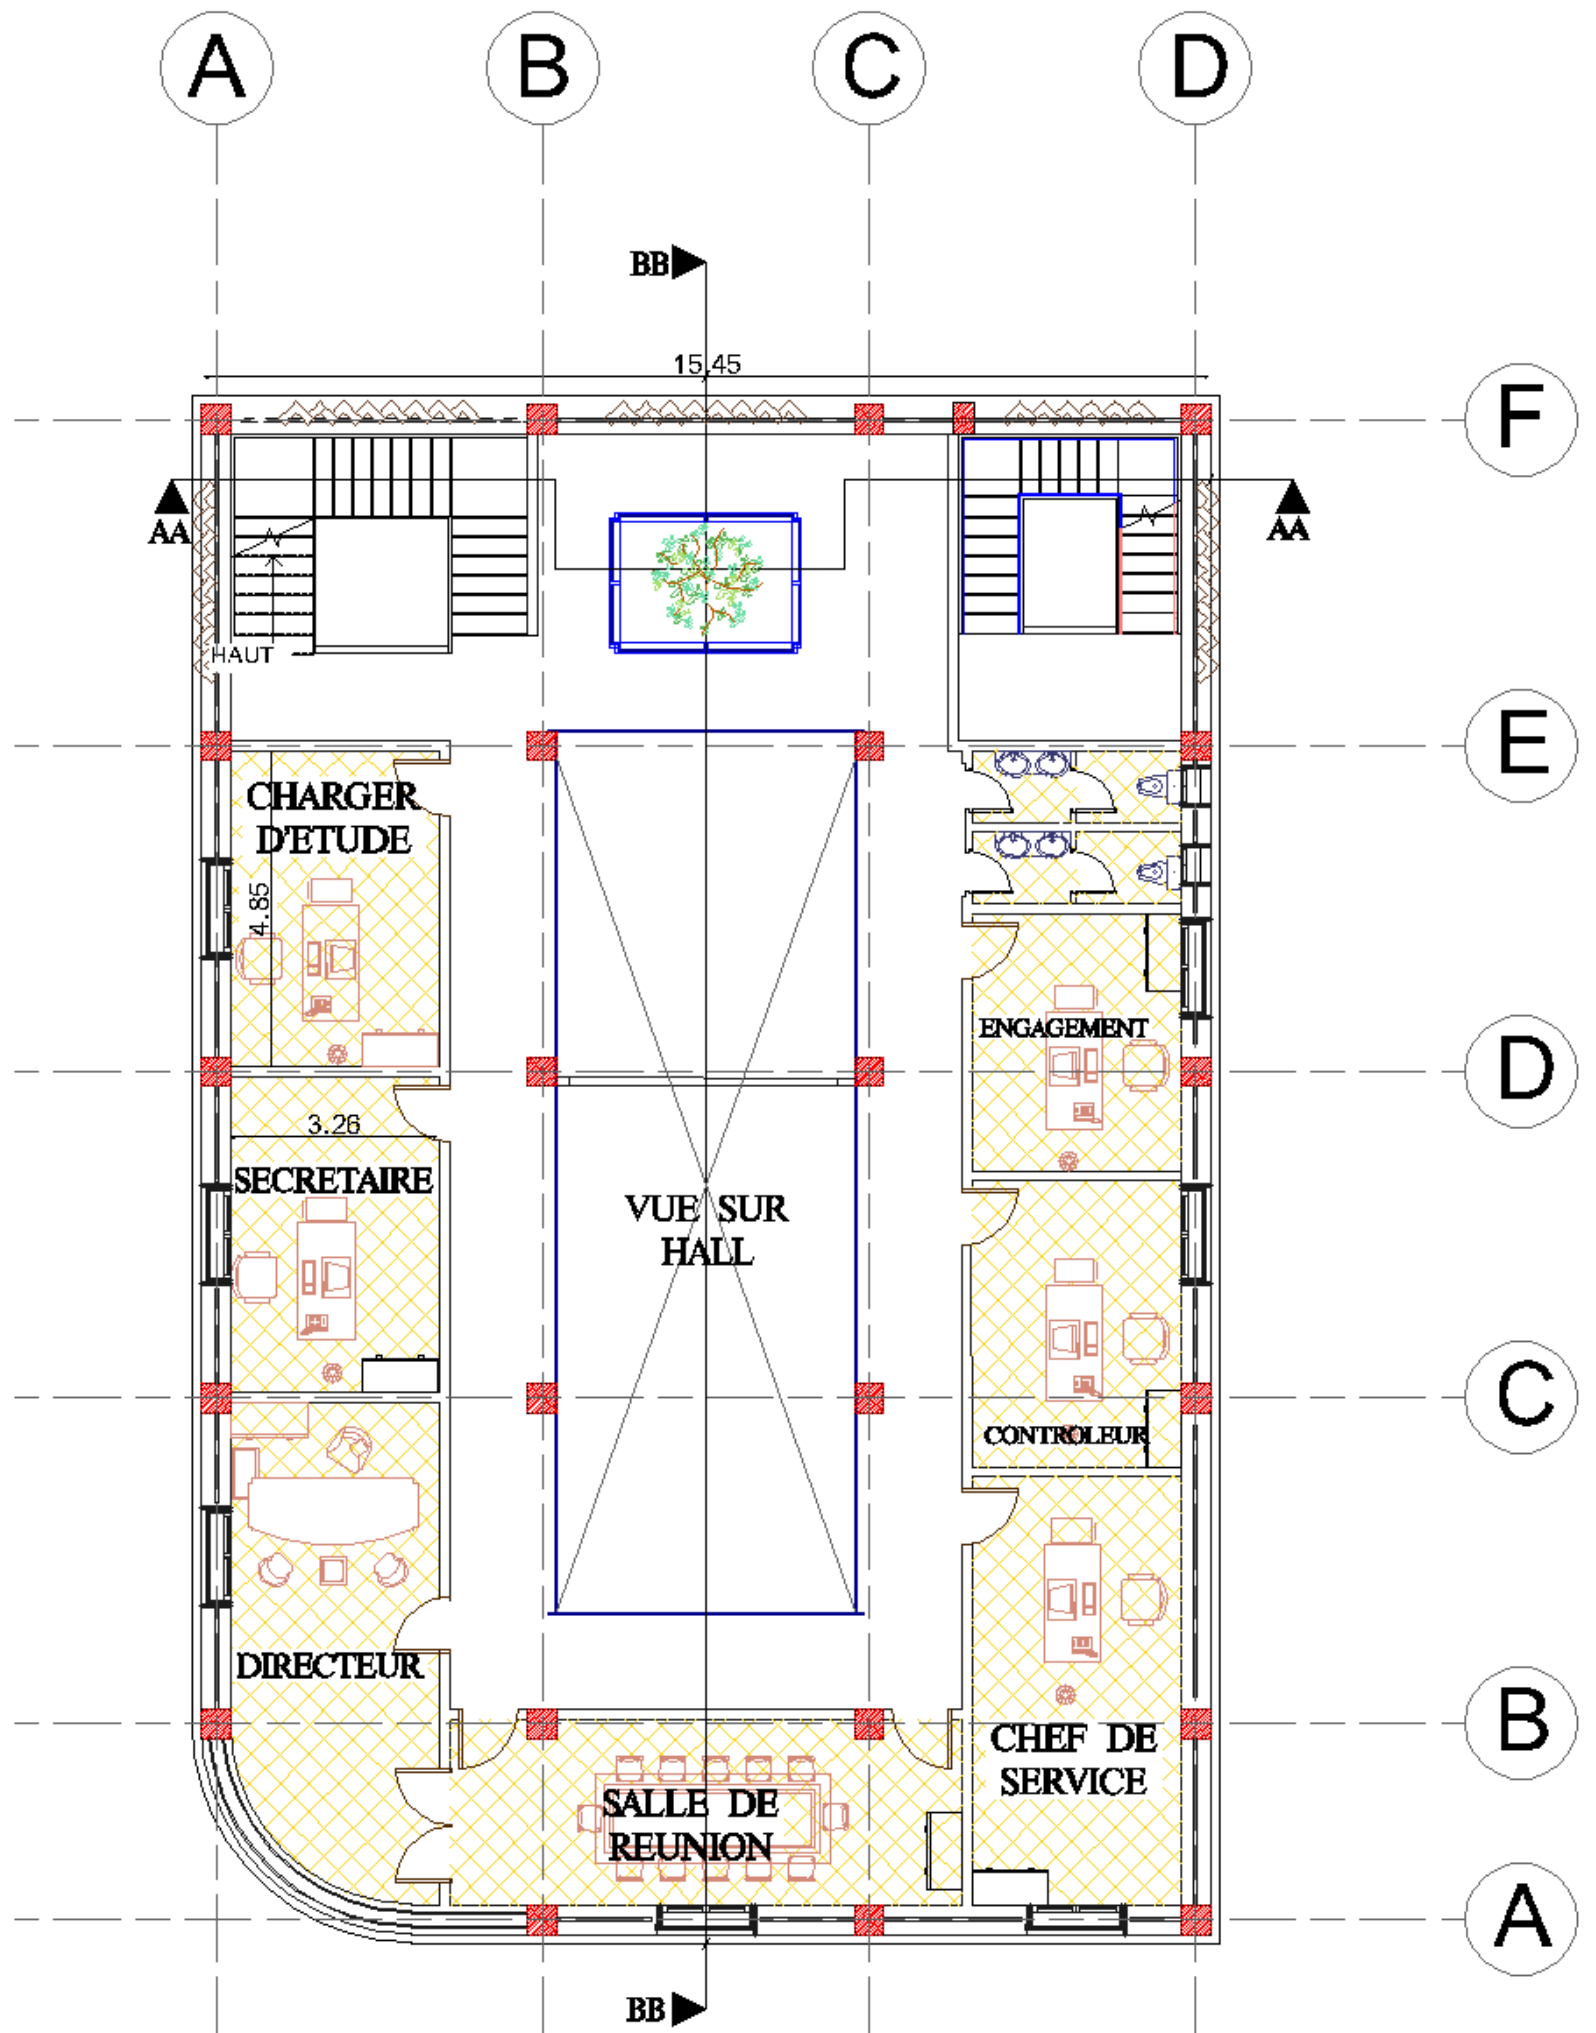 A
B
C
D
BB
15.45
F
AA
AA
HAUT
E
CHARGER
D'ETUDE
4.85
ENGAGEMENT
D
3.26
SECRETAIRE
VUE SUR
HALL
C
CONTROLEUR
DIRECTEUR
B
CHEF DE
SERVICE
SALLE DE
REUNION
A
BB